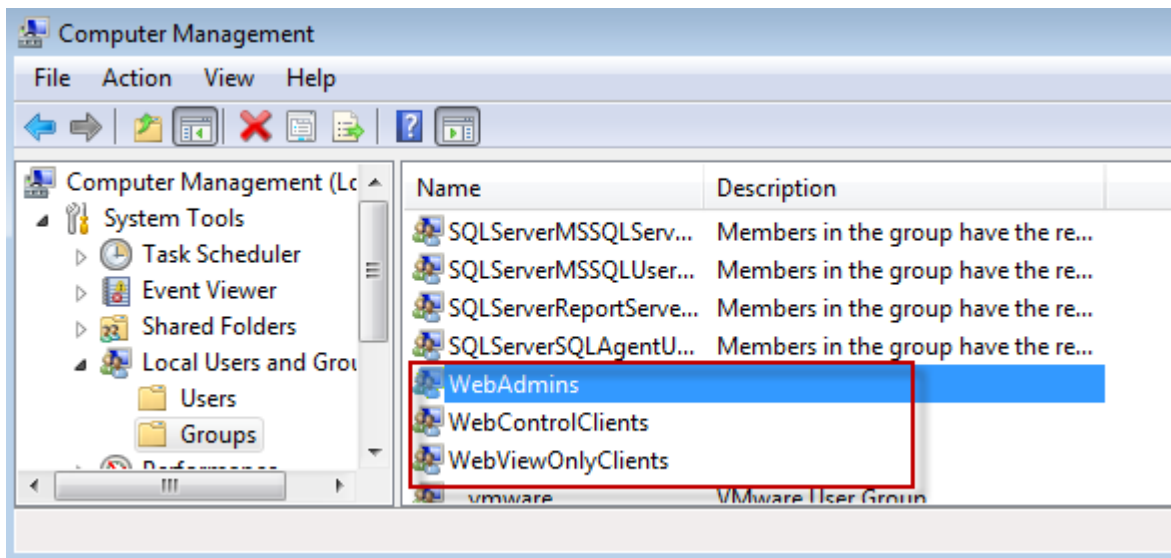 Computer Management
File Action View Help
Computer Management (Lc
System Tools
Task Scheduler
Event Viewer
Shared Folders
Local Users and Grou
Users
Groups
Performance
Name Description
SQLServerMSSQLServ... Members in the group have the re...
SQLServerMSSQLUser... Members in the group have the re...
SQLServerReportServe... Members in the group have the re...
SQLServerSQLAgentU... Members in the group have the re...
WebAdmins
WebControlClients
WebViewOnlyClients
__vmware__ VMware User Group